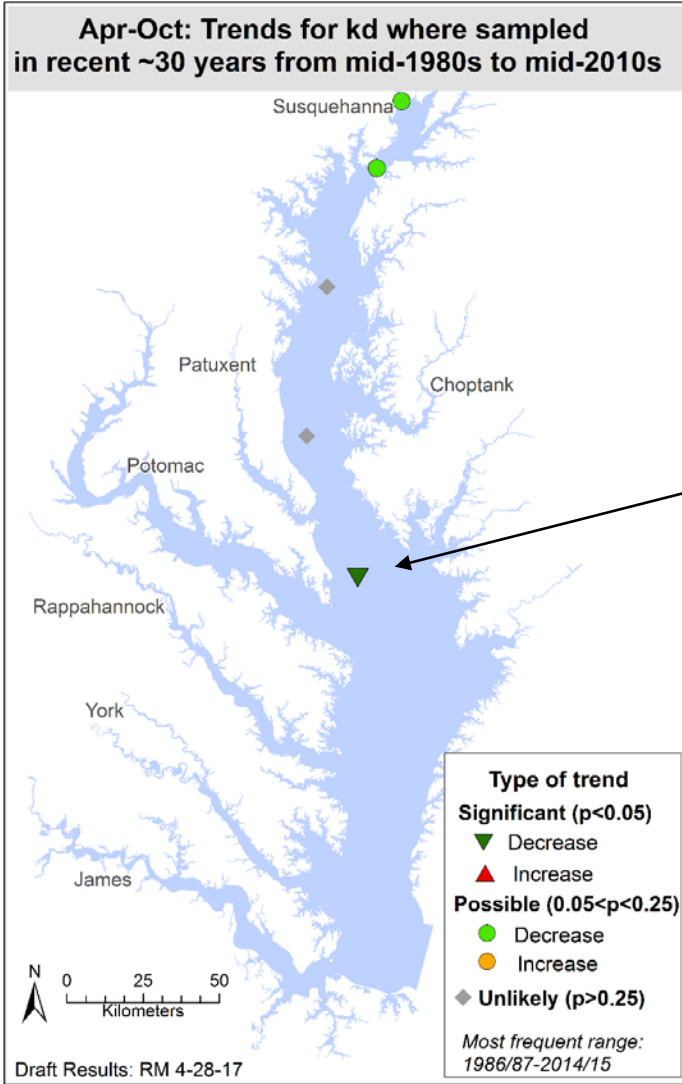 Apr-Oct: Trends for kd where sampled
in recent ~30 years from mid-1980s to mid-2010s
Susquehanna
Patuxent
Choptank
Potomac
Rappahannock
York
James
Type of trend
Significant (p<0.05)
Decrease
Increase
Possible (0.05<p<0.25)
Decrease
Increase
Unlikely (p>0.25)
Most frequent range:
1986/87-2014/15
N
0 25 50
Kilometers
Draft Results: RM 4-28-17